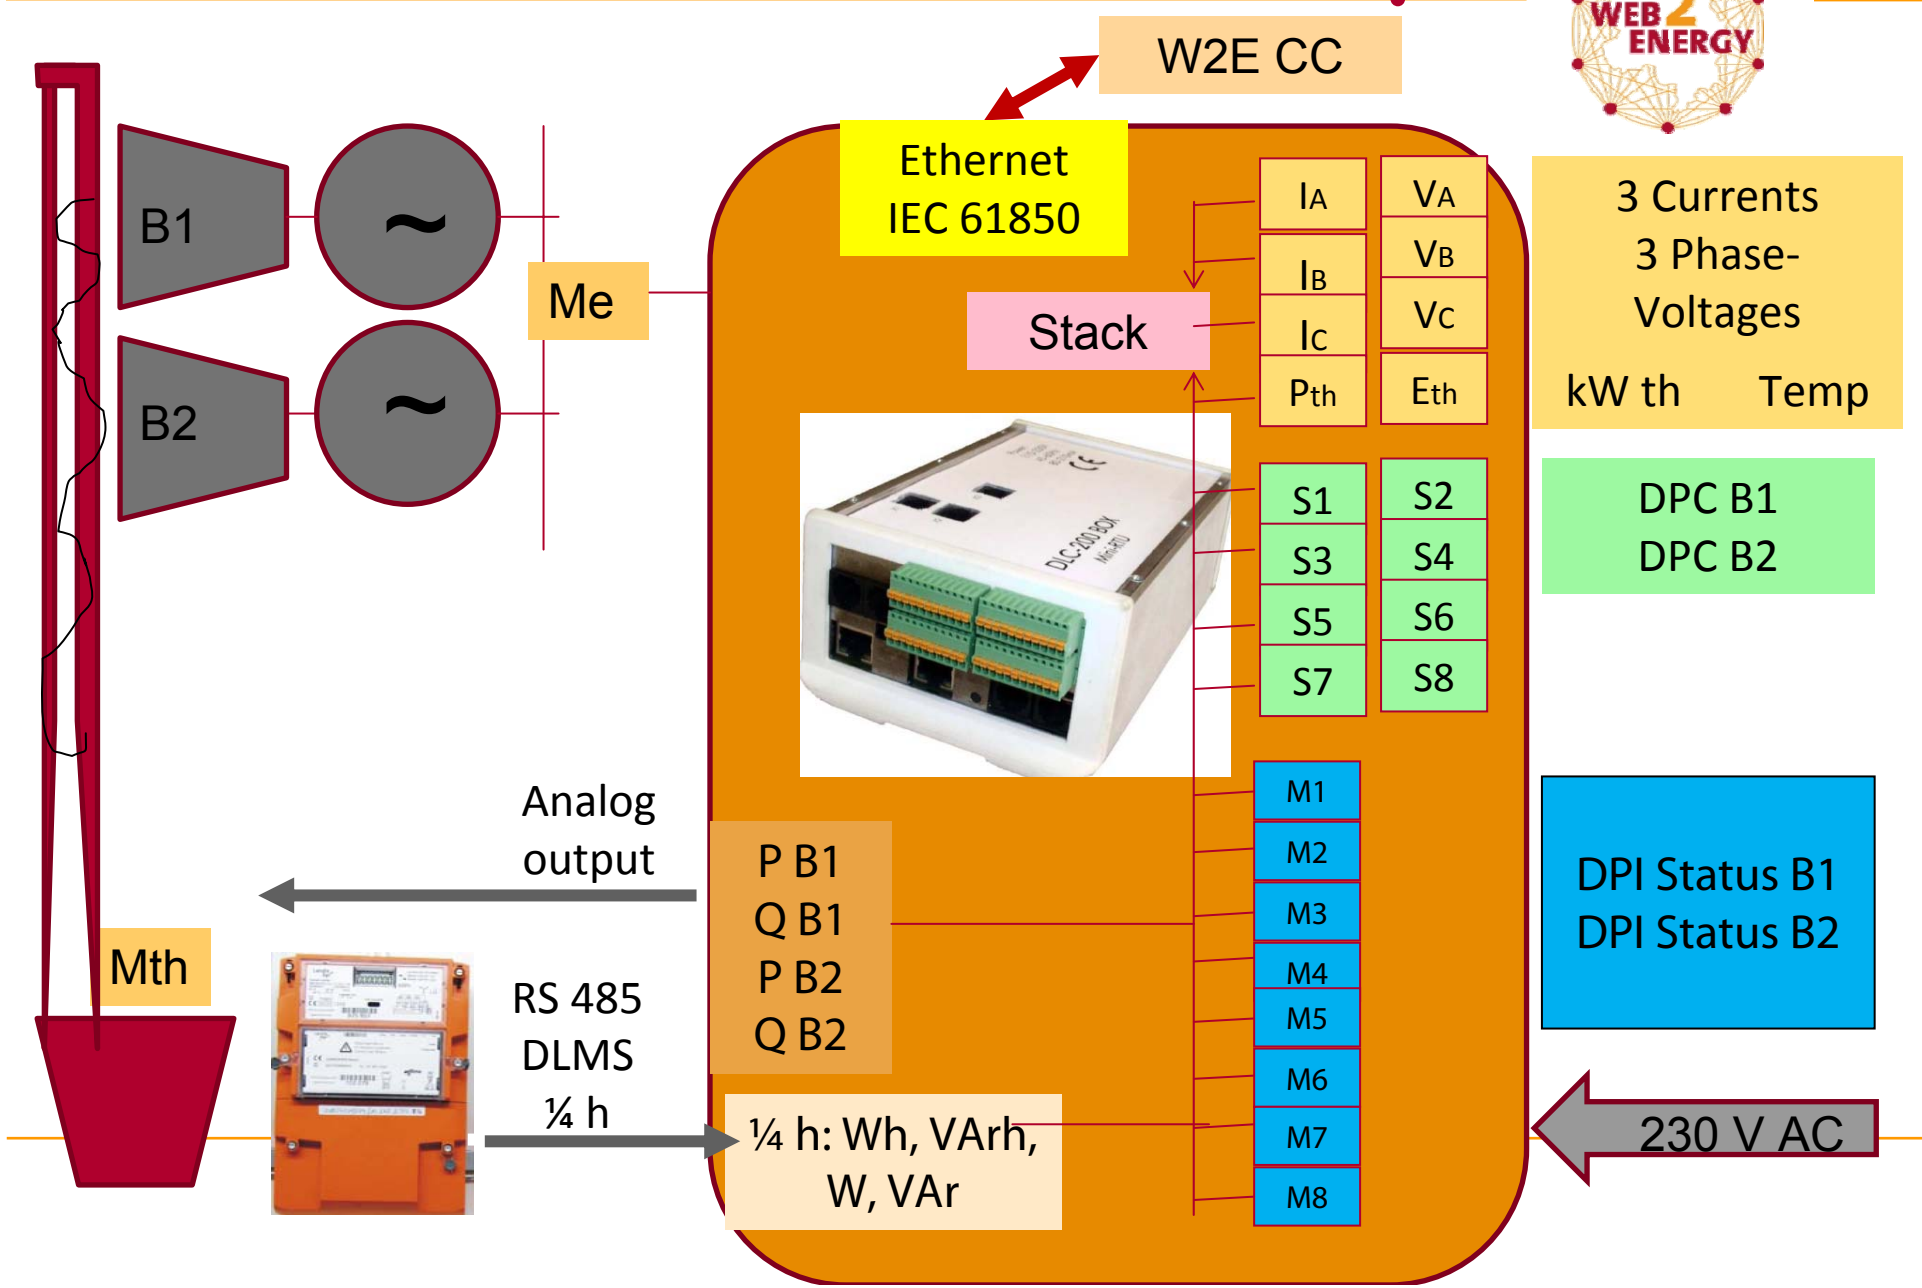 WEB 2
ENERGY
W2E CC
Ethernet
IEC 61850
B1
~
B2
~
Me
Stack
IA
VA
IB
VB
IC
VC
Pth
Eth
3 Currents
3 Phase-
Voltages
kW th Temp
DLC-200 BOX
Mini-RTU
CE
S1
S2
S3
S4
S5
S6
S7
S8
DPC B1
DPC B2
M1
M2
M3
M4
M5
M6
M7
M8
DPI Status B1
DPI Status B2
Analog
output
P B1
Q B1
P B2
Q B2
Mth
RS 485
DLMS
¼ h
¼ h: Wh, VArh,
W, VAr
230 V AC